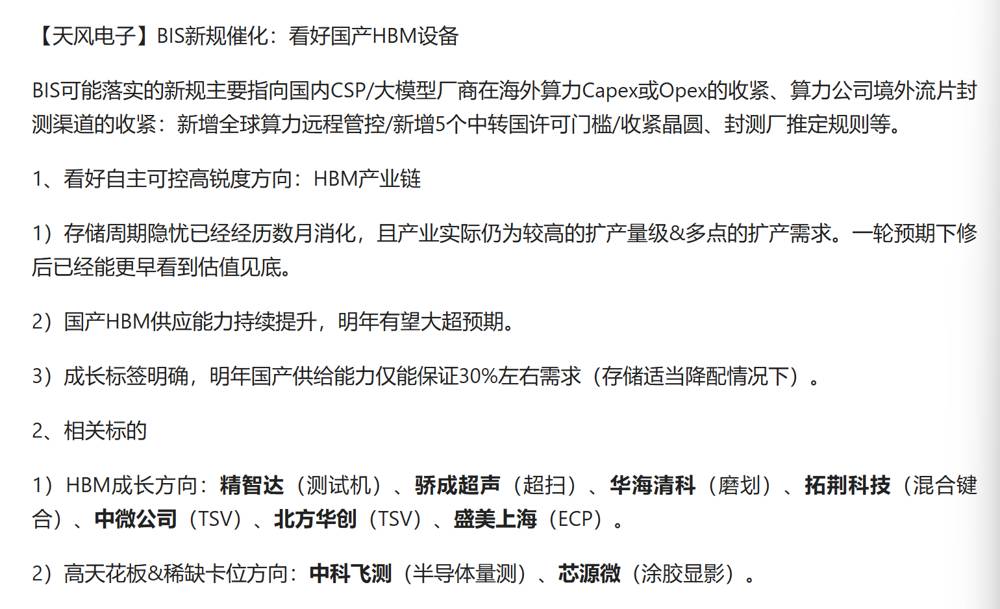 【天风电子】BIS新规催化：看好国产HBM设备
BIS可能落实的新规主要指向国内CSP/大模型厂商在海外算力Capex或Opex的收紧、算力公司境外流片封
测渠道的收紧：新增全球算力远程管控/新增5个中转国许可门槛/收紧晶圆、封测厂推定规则等。
1、看好自主可控高锐度方向：HBM产业链
1）存储周期隐忧已经经历数月消化，且产业实际仍为较高的扩产量级&多点的扩产需求。一轮预期下修
后已经能更早看到估值见底。
2）国产HBM供应能力持续提升，明年有望大超预期。
3）成长标签明确，明年国产供给能力仅能保证30%左右需求（存储适当降配情况下）。
2、相关标的
1）HBM成长方向：精智达（测试机）、骄成超声（超扫）、华海清科（磨划）、拓荆科技（混合键
合）、中微公司（TSV）、北方华创（TSV）、盛美上海（ECP）。
2）高天花板&稀缺卡位方向：中科飞测（半导体量测）、芯源微（涂胶显影）。